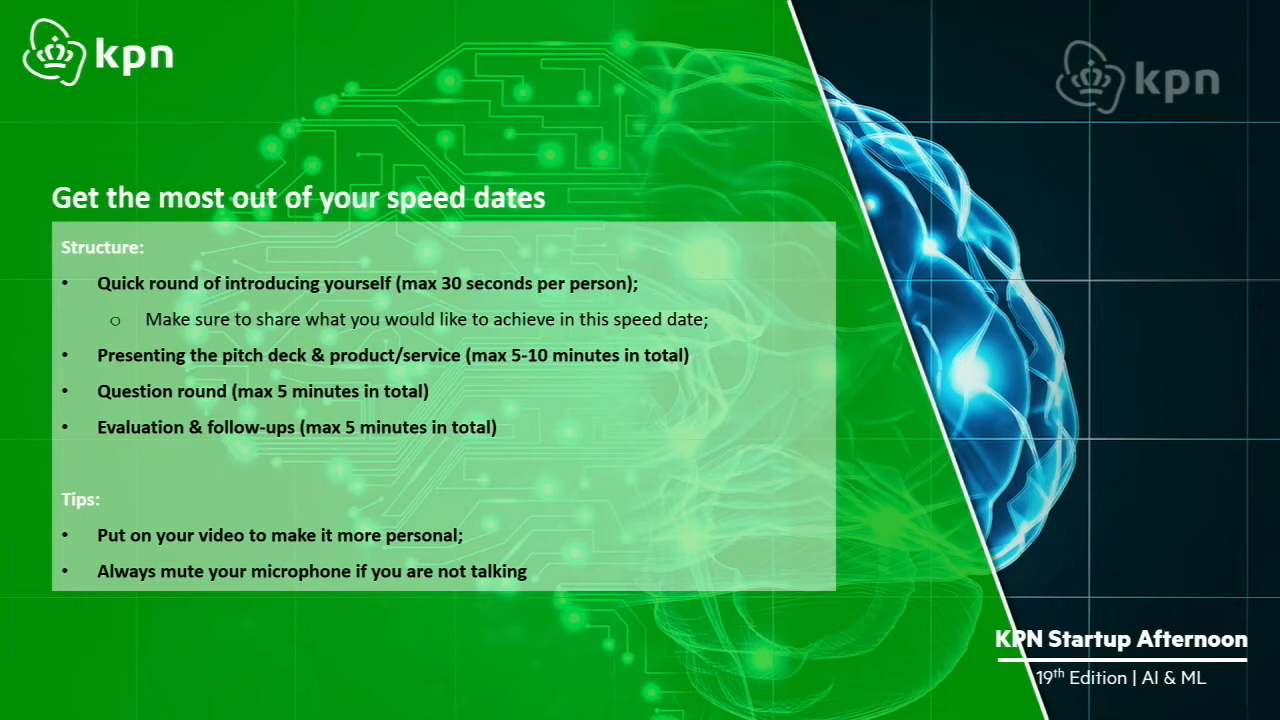 kpn
kpn
Get the most out of your speed dates
Structure:
• Quick round of introducing yourself (max 30 seconds per person);
o Make sure to share what you would like to achieve in this speed date;
• Presenting the pitch deck & product/service (max 5-10 minutes in total)
• Question round (max 5 minutes in total)
• Evaluation & follow-ups (max 5 minutes in total)
Tips:
• Put on your video to make it more personal;
• Always mute your microphone if you are not talking
KPN Startup Afternoon
19th Edition | AI & ML